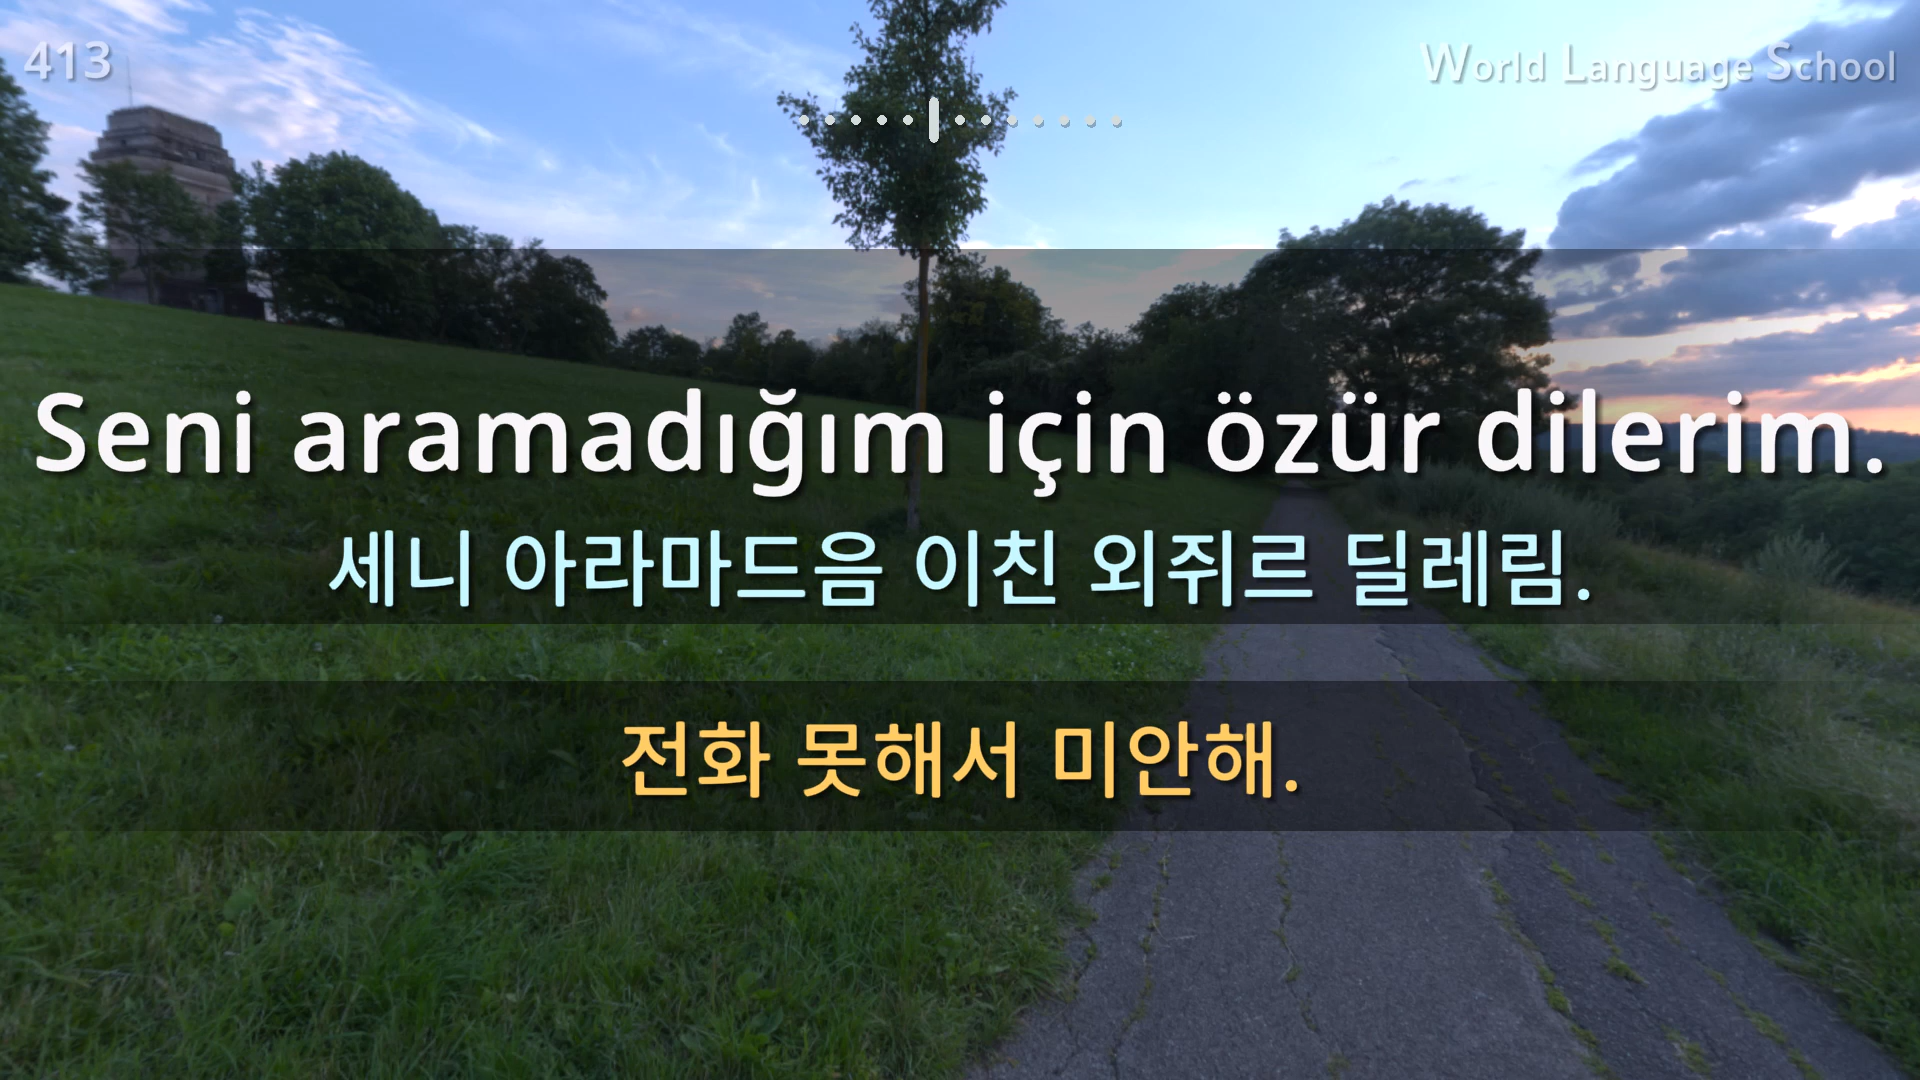 413
World Language School
Seni aramadığım için özür dilerim.
세니 아라마드음 이친 외쥐르 딜레림.
전화 못해서 미안해.